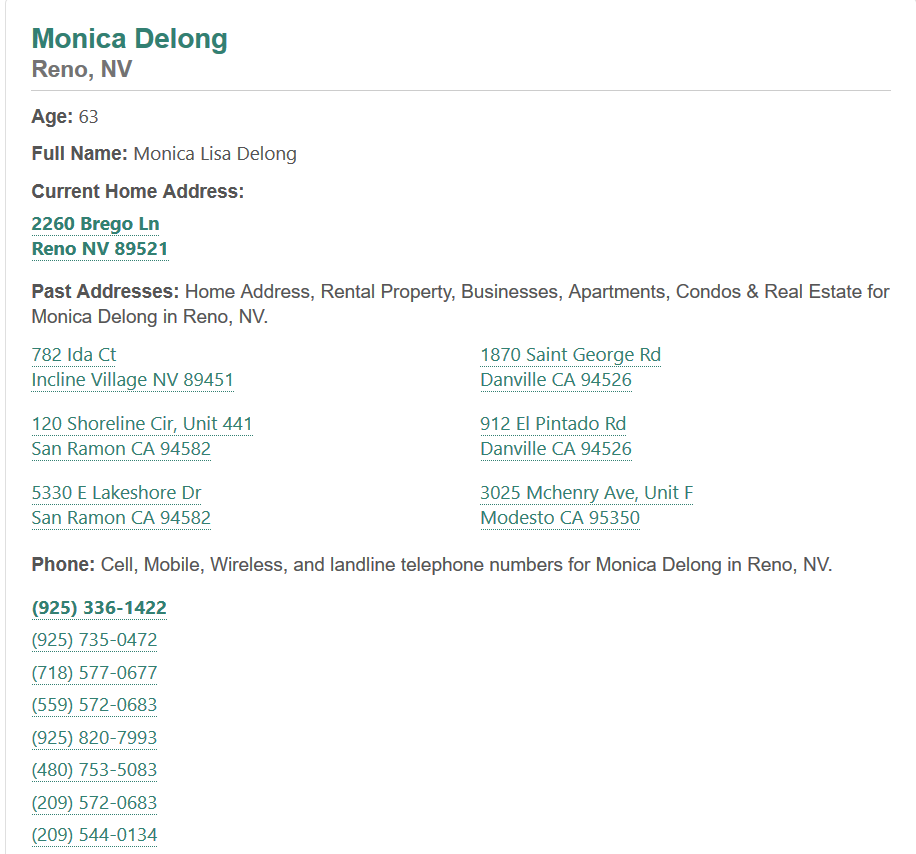 Monica Delong
Reno, NV
Age: 63
Full Name: Monica Lisa Delong
Current Home Address:
2260 Brego Ln
Reno NV 89521
Past Addresses: Home Address, Rental Property, Businesses, Apartments, Condos & Real Estate for
Monica Delong in Reno, NV.
782 Ida Ct
Incline Village NV 89451
1870 Saint George Rd
Danville CA 94526
120 Shoreline Cir, Unit 441
San Ramon CA 94582
912 El Pintado Rd
Danville CA 94526
5330 E Lakeshore Dr
San Ramon CA 94582
3025 Mchenry Ave, Unit F
Modesto CA 95350
Phone: Cell, Mobile, Wireless, and landline telephone numbers for Monica Delong in Reno, NV.
(925) 336-1422
(925) 735-0472
(718) 577-0677
(559) 572-0683
(925) 820-7993
(480) 753-5083
(209) 572-0683
(209) 544-0134